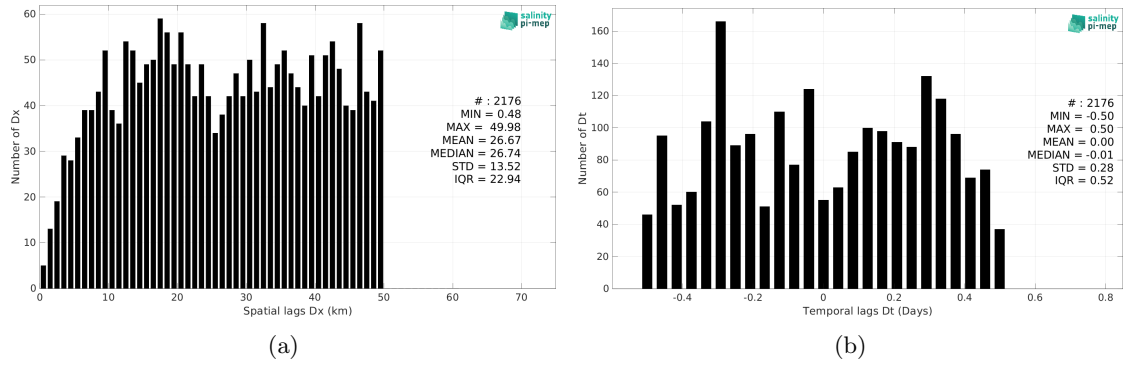 60
50
40
30
20
10
0
Number of Dx
0 10 20 30 40 50 60 70
Spatial lags Dx (km)
salinity
pi-mep
# : 2176
MIN = 0.48
MAX = 49.98
MEAN = 26.67
MEDIAN = 26.74
STD = 13.52
IQR = 22.94
(a)
160
140
120
100
80
60
40
20
0
Number of Dt
-0.4 -0.2 0 0.2 0.4 0.6 0.8
Temporal lags Dt (Days)
salinity
pi-mep
# : 2176
MIN = -0.50
MAX = 0.50
MEAN = 0.00
MEDIAN = -0.01
STD = 0.28
IQR = 0.52
(b)